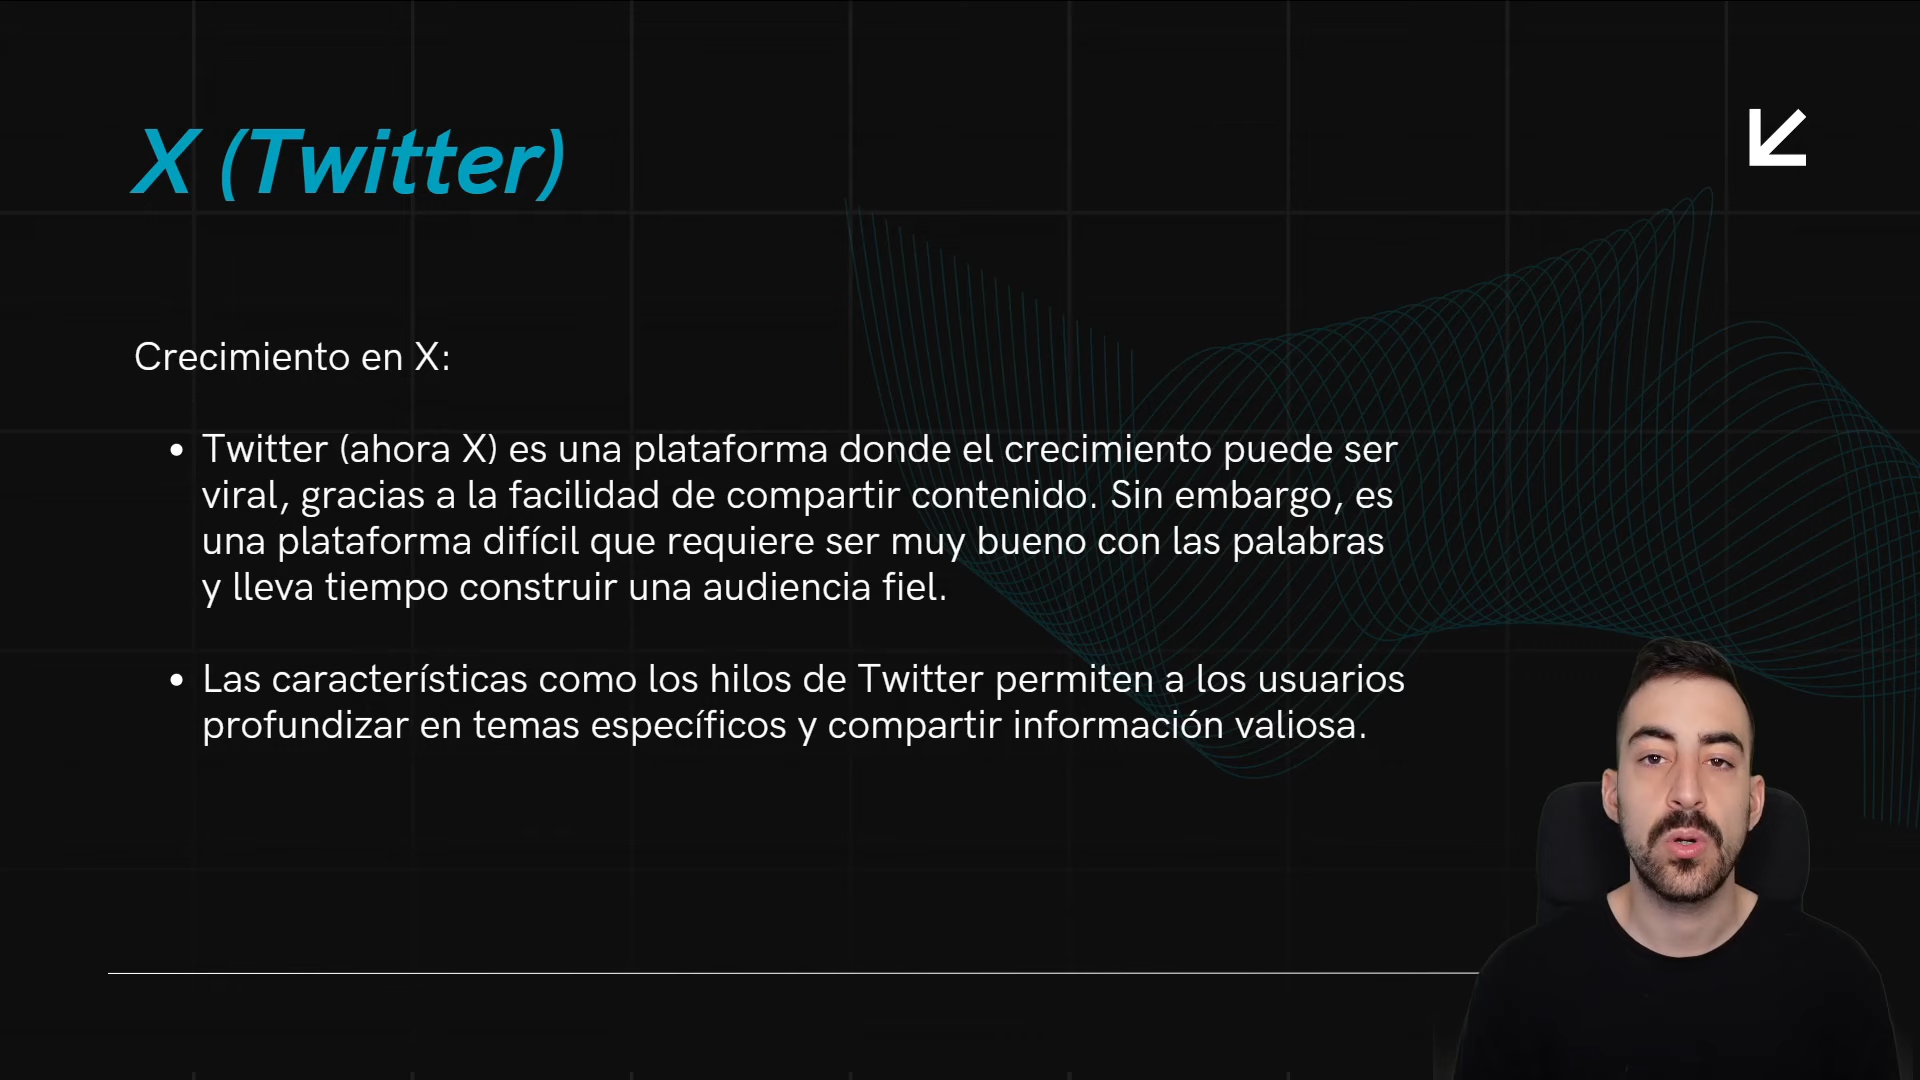 X (Twitter)
Crecimiento en X:
• Twitter (ahora X) es una plataforma donde el crecimiento puede ser
viral, gracias a la facilidad de compartir contenido. Sin embargo, es
una plataforma difícil que requiere ser muy bueno con las palabras
y lleva tiempo construir una audiencia fiel.
• Las características como los hilos de Twitter permiten a los usuarios
profundizar en temas específicos y compartir información valiosa.